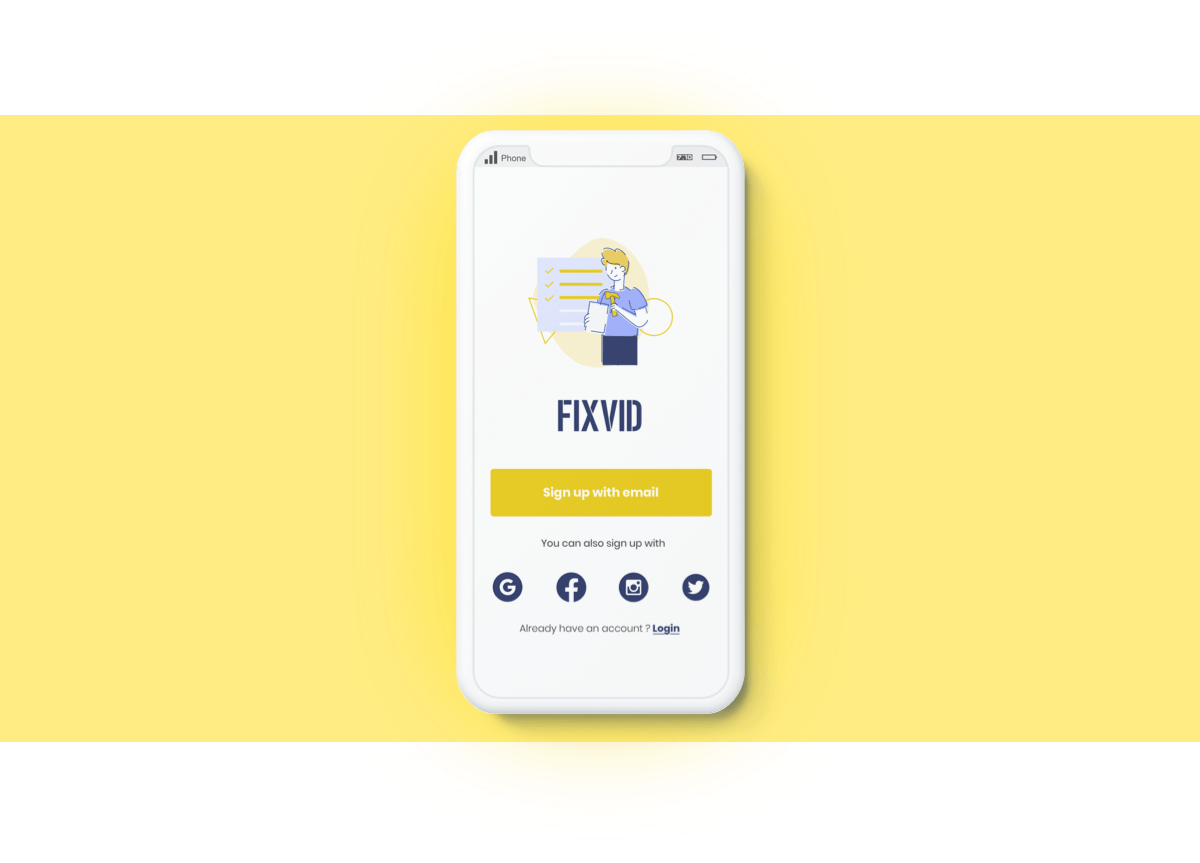 Phone
FIXVID
Sign up with email
You can also sign up with
Already have an account ? Login